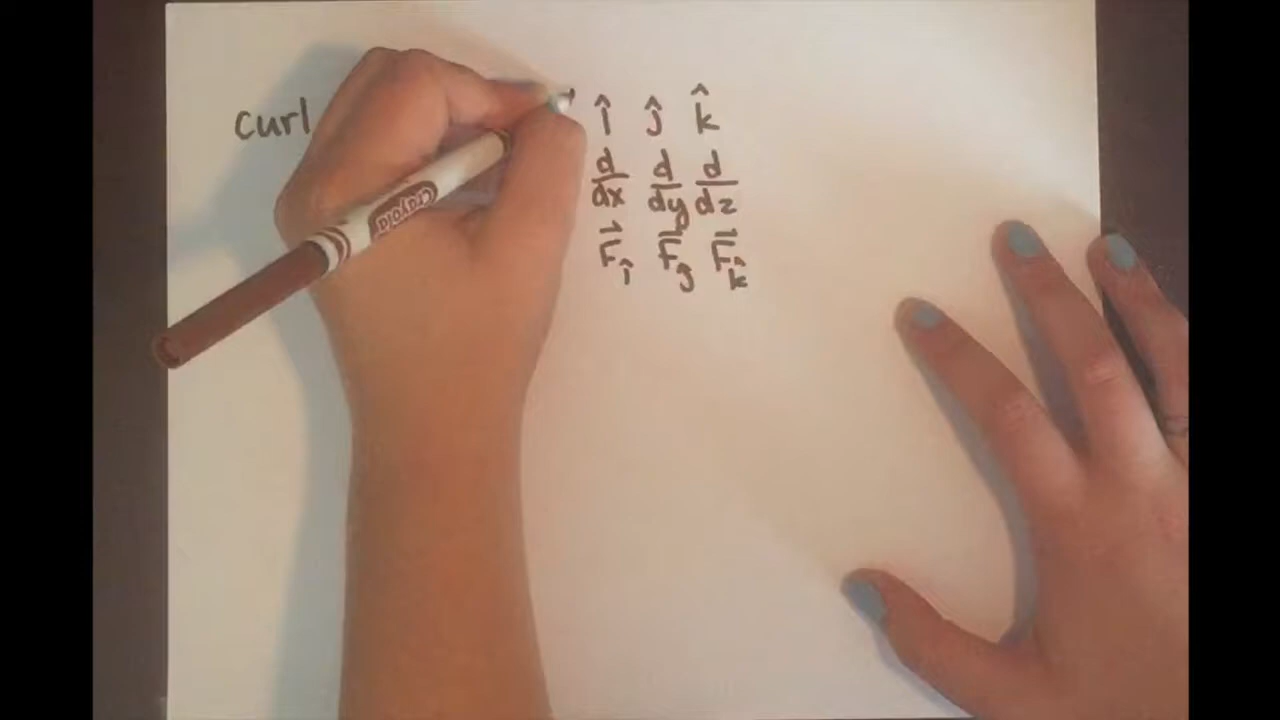 curl
î ĵ k̂
d/dx d/dy d/dz
F⃗î F⃗ĵ F⃗k̂
Crayola